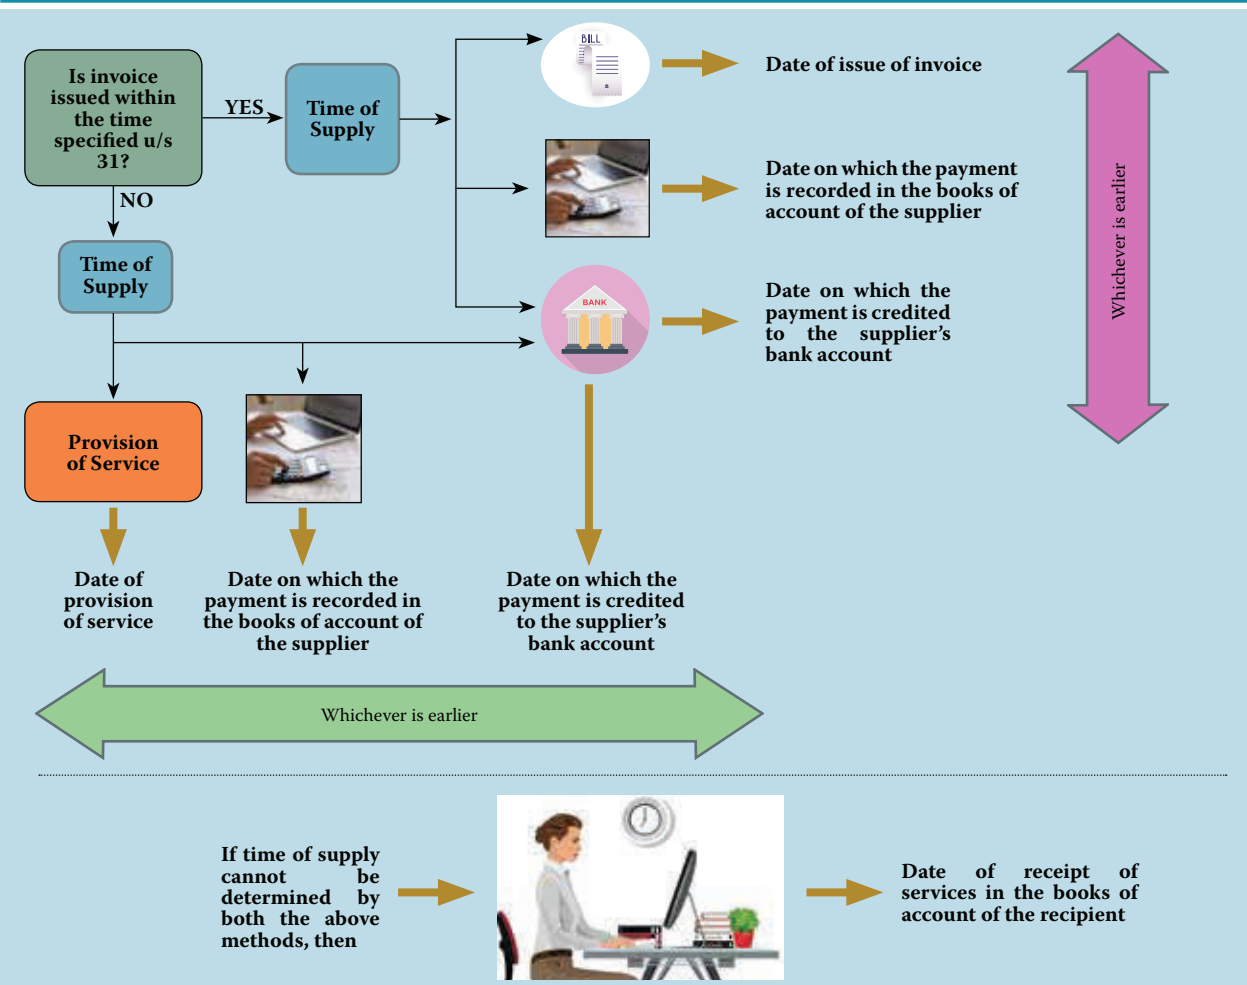 Is invoice
issued within
the time
specified u/s
31?
YES
Time of
Supply
BILL
Date of issue of invoice
Date on which the payment
is recorded in the books of
account of the supplier
NO
Time of
Supply
BANK
Date on which the
payment is credited
to the supplier’s
bank account
Whichever is earlier
Provision
of Service
Date of
provision
of service
Date on which the
payment is recorded in
the books of account of
the supplier
Date on which the
payment is credited
to the supplier’s
bank account
Whichever is earlier
If time of supply
cannot be
determined by
both the above
methods, then
Date of receipt of
services in the books of
account of the recipient